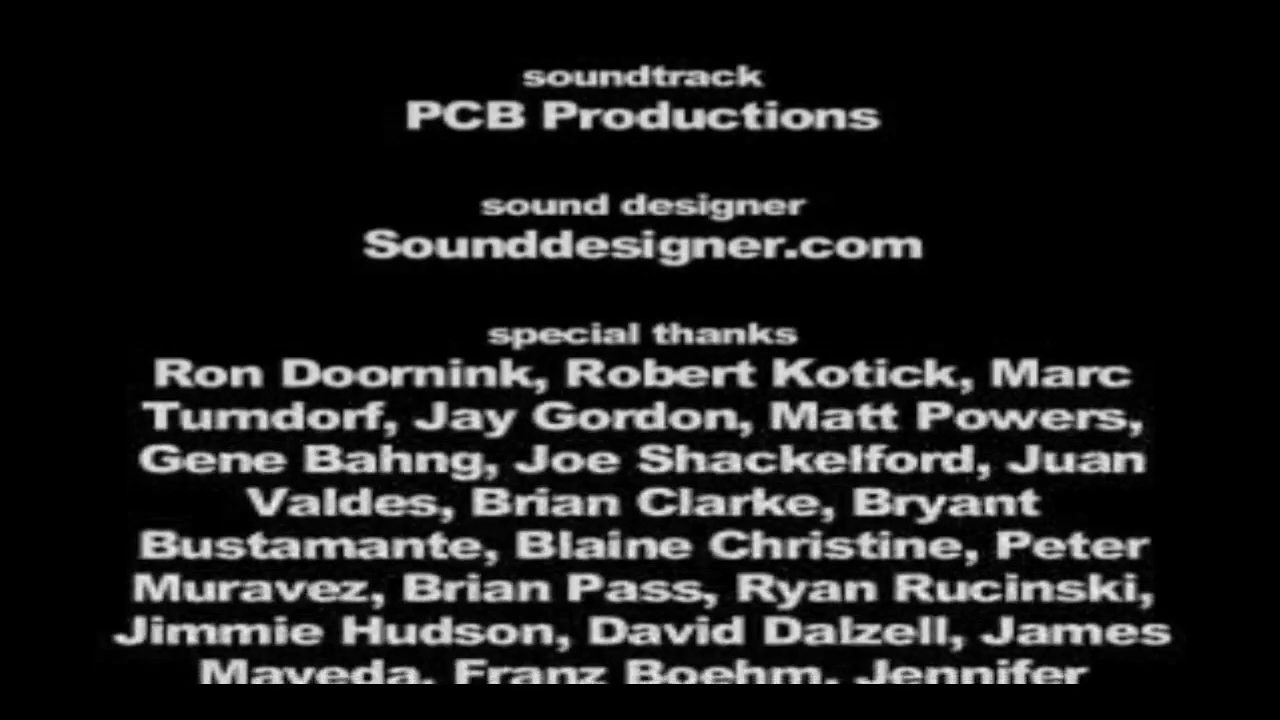 soundtrack
PCB Productions
sound designer
Sounddesigner.com
special thanks
Ron Doornink, Robert Kotick, Marc
Turndorf, Jay Gordon, Matt Powers,
Gene Bahng, Joe Shackelford, Juan
Valdes, Brian Clarke, Bryant
Bustamante, Blaine Christine, Peter
Muravez, Brian Pass, Ryan Rucinski,
Jimmie Hudson, David Dalzell, James
Mayeda, Franz Boehm, Jennifer